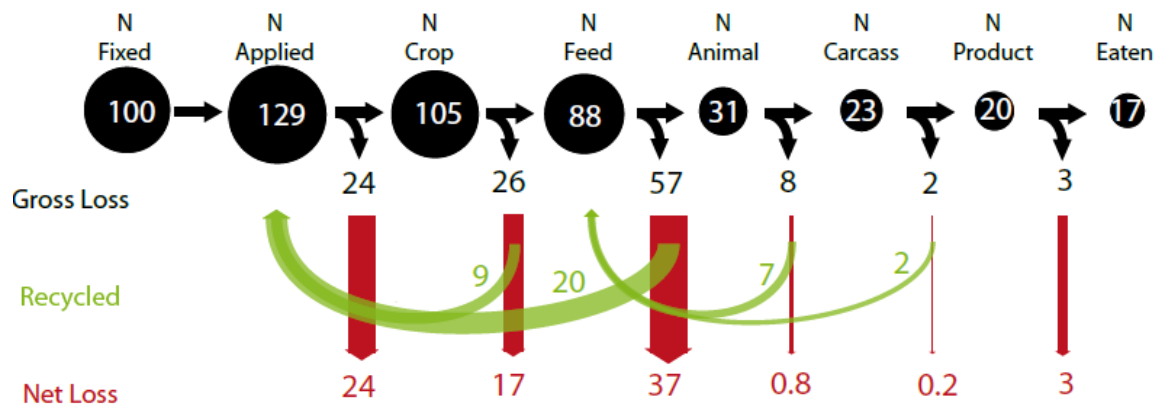 N N N N N N N N
Fixed Applied Crop Feed Animal Carcass Product Eaten
100 129 105 88 31 23 20 17
Gross Loss 24 26 57 8 2 3
Recycled 9 20 7 2
Net Loss 24 17 37 0.8 0.2 3